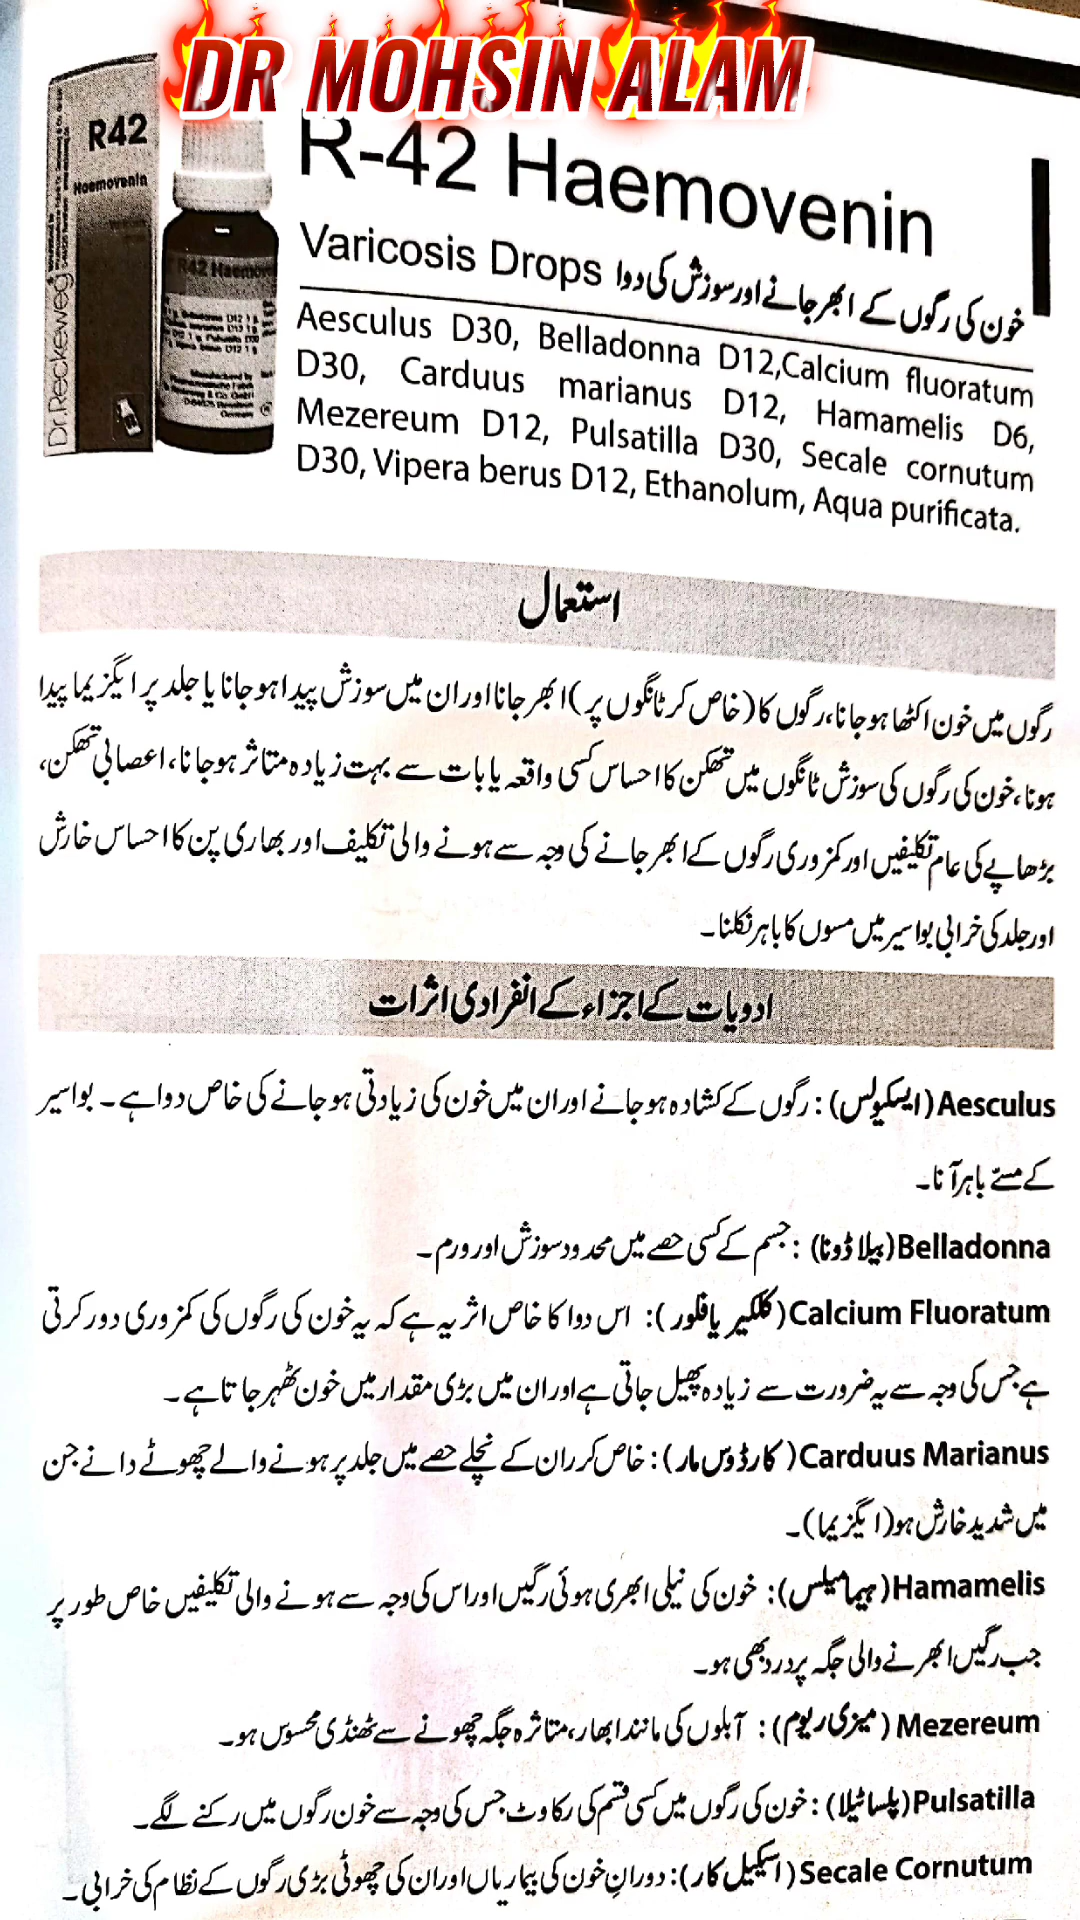 DR MOHSIN ALAM
R42
Haemovenin
Dr.Reckeweg
R42 Haemoven
R-42 Haemovenin
Varicosis Drops خون کی رگوں کے ابھر جانے اور سوزش کی دوا
Aesculus D30, Belladonna D12,Calcium fluoratum
D30, Carduus marianus D12, Hamamelis D6,
Mezereum D12, Pulsatilla D30, Secale cornutum
D30, Vipera berus D12, Ethanolum, Aqua purificata.
استعمال
رگوں میں خون اکٹھا ہو جانا، رگوں کا (خاص کر ٹانگوں پر) ابھر جانا اور ان میں سوزش پیدا ہو جانا یا جلد پر ایگزیما پیدا
ہونا، خون کی رگوں کی سوزش ٹانگوں میں تھکن کا احساس کسی واقعہ یا بات سے بہت زیادہ متاثر ہو جانا، اعصابی تھکن،
بڑھاپے کی عام تکلیفیں اور کمزوری رگوں کے ابھر جانے کی وجہ سے ہونے والی تکلیف اور بھاری پن کا احساس خارش
اور جلد کی خرابی بواسیر میں مسوں کا باہر نکلنا۔
ادویات کے اجزاء کے انفرادی اثرات
Aesculus (ایسکیولس): رگوں کے کشادہ ہو جانے اور ان میں خون کی زیادتی ہو جانے کی خاص دوا ہے۔ بواسیر
کے مسے باہر آنا۔
Belladonna (بیلا ڈونا): جسم کے کسی حصے میں محدود سوزش اور ورم۔
Calcium Fluoratum (کلکیریا فلور): اس دوا کا خاص اثر یہ ہے کہ یہ خون کی رگوں کی کمزوری دور کرتی
ہے جس کی وجہ سے یہ ضرورت سے زیادہ پھیل جاتی ہے اور ان میں بڑی مقدار میں خون ٹھہر جاتا ہے۔
Carduus Marianus (کارڈوس مار): خاص کر ران کے نچلے حصے میں جلد پر ہونے والے چھوٹے دانے جن
میں شدید خارش ہو (ایگزیما)۔
Hamamelis (ہیمامیلس): خون کی نیلی ابھری ہوئی رگیں اور اس کی وجہ سے ہونے والی تکلیفیں خاص طور پر
جب رگیں ابھرنے والی جگہ پر درد بھی ہو۔
Mezereum (میزی ریوم): آبلوں کی مانند ابھار، متاثرہ جگہ چھونے سے ٹھنڈی محسوس ہو۔
Pulsatilla (پلساٹیلا): خون کی رگوں میں کسی قسم کی رکاوٹ جس کی وجہ سے خون رگوں میں رکنے لگے۔
Secale Cornutum (اسکیل کار): دورانِ خون کی بیماریاں اور ان کی چھوٹی بڑی رگوں کے نظام کی خرابی۔